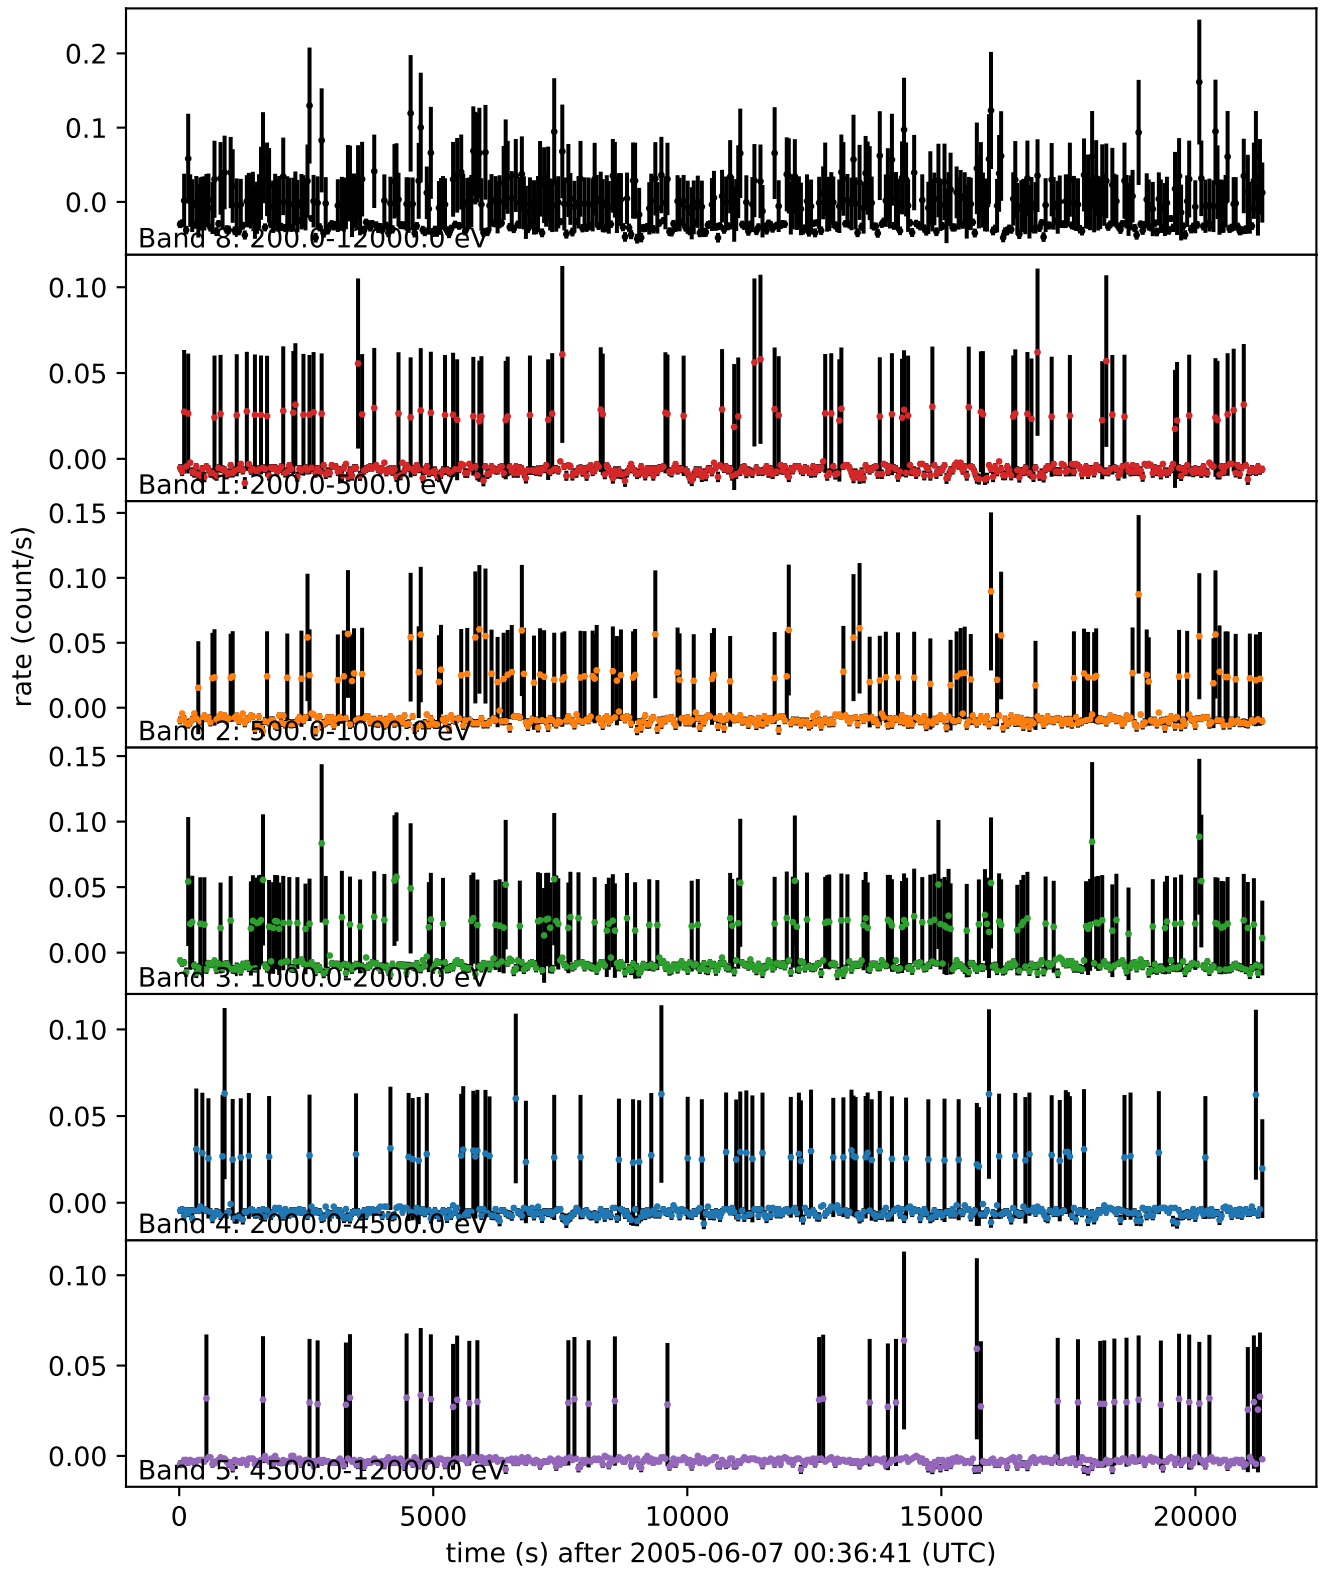 0.2
0.1
0.0
Band 8: 200.0-12000.0 eV
0.10
0.05
0.00
Band 1: 200.0-500.0 eV
rate (count/s)
0.15
0.10
0.05
0.00
Band 2: 500.0-1000.0 eV
0.15
0.10
0.05
0.00
Band 3: 1000.0-2000.0 eV
0.10
0.05
0.00
Band 4: 2000.0-4500.0 eV
0.10
0.05
0.00
Band 5: 4500.0-12000.0 eV
0 5000 10000 15000 20000
time (s) after 2005-06-07 00:36:41 (UTC)